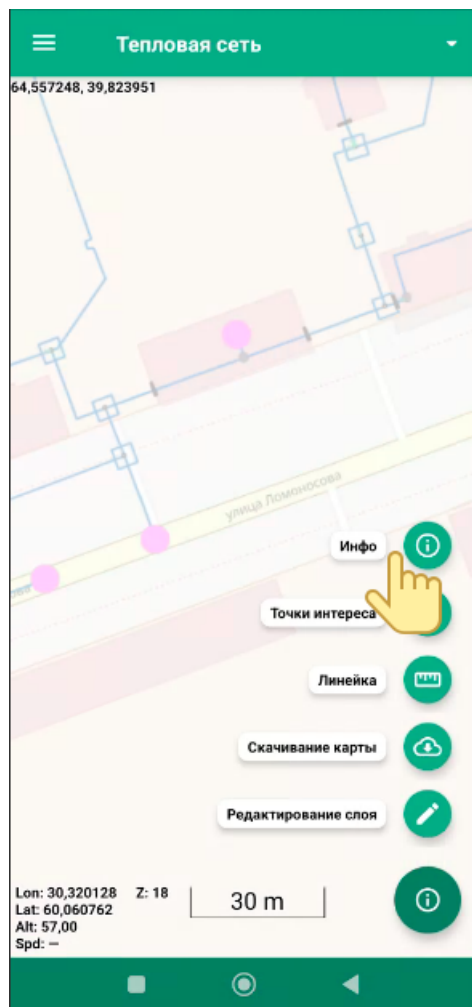 Тепловая сеть
64,557248, 39,823951
улица Ломоносова
ова
Инфо
Точки интереса
Линейка
Скачивание карты
Редактирование слоя
Lon: 30,320128 Z: 18
Lat: 60,060762
Alt: 57,00
Spd: —
30 m